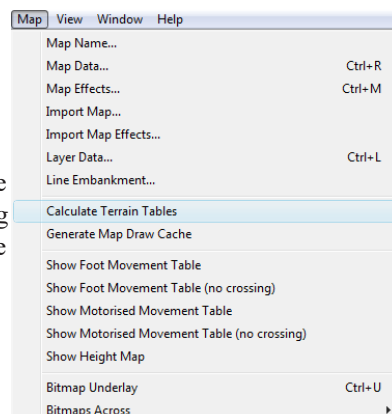 Map View Window Help
Map Name...
Map Data... Ctrl+R
Map Effects... Ctrl+M
Import Map...
Import Map Effects...
Layer Data... Ctrl+L
Line Embankment...
Calculate Terrain Tables
Generate Map Draw Cache
Show Foot Movement Table
Show Foot Movement Table (no crossing)
Show Motorised Movement Table
Show Motorised Movement Table (no crossing)
Show Height Map
Bitmap Underlay Ctrl+U
Bitmaps Across